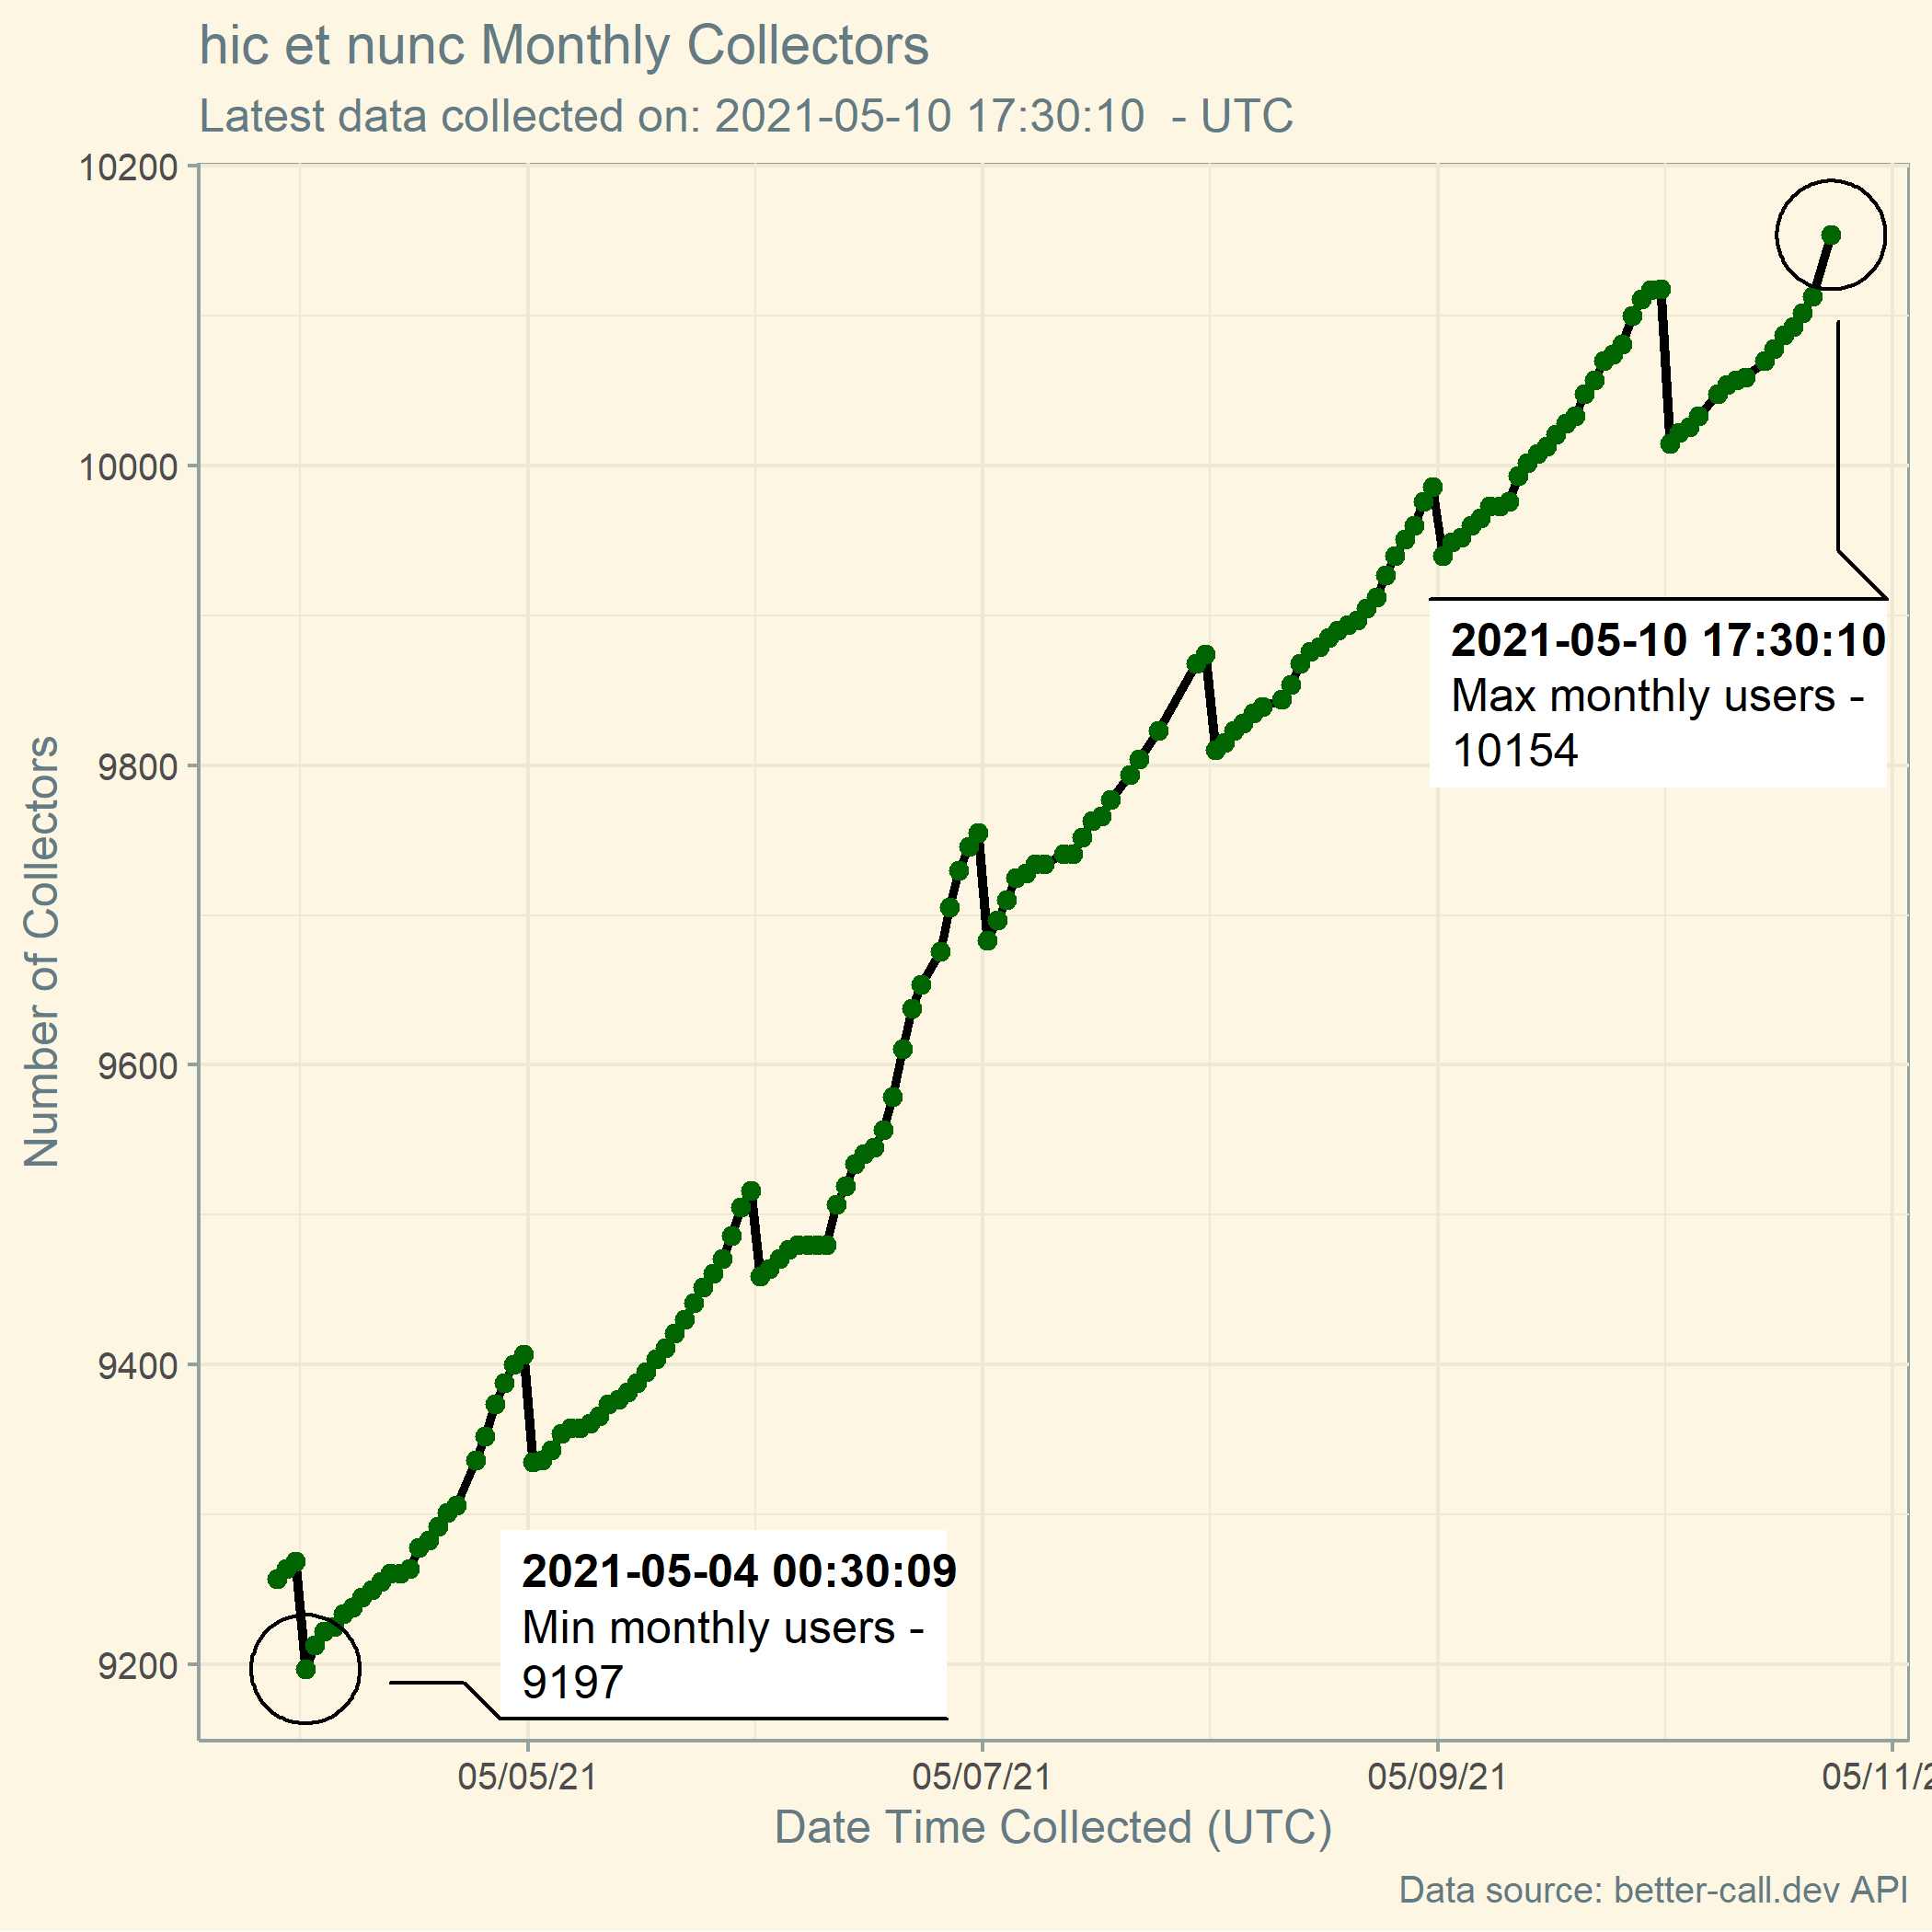 hic et nunc Monthly Collectors
Latest data collected on: 2021-05-10 17:30:10 - UTC
10200
10000
9800
9600
9400
9200
Number of Collectors
2021-05-10 17:30:10
Max monthly users -
10154
2021-05-04 00:30:09
Min monthly users -
9197
05/05/21
05/07/21
05/09/21
05/11/2
Date Time Collected (UTC)
Data source: better-call.dev API